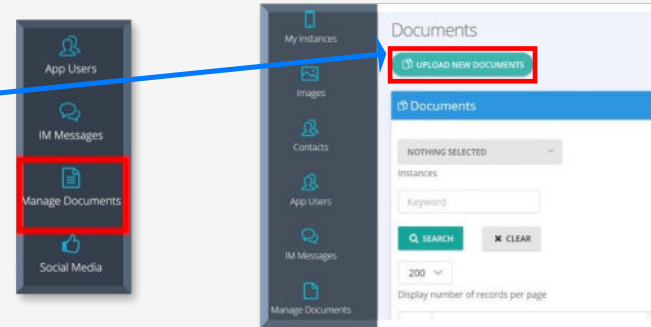 App Users
IM Messages
Manage Documents
Social Media
My Instances
Images
Contacts
App Users
IM Messages
Manage Documents
Documents
UPLOAD NEW DOCUMENTS
Documents
NOTHING SELECTED
Instances
Keyword
SEARCH CLEAR
200
Display number of records per page